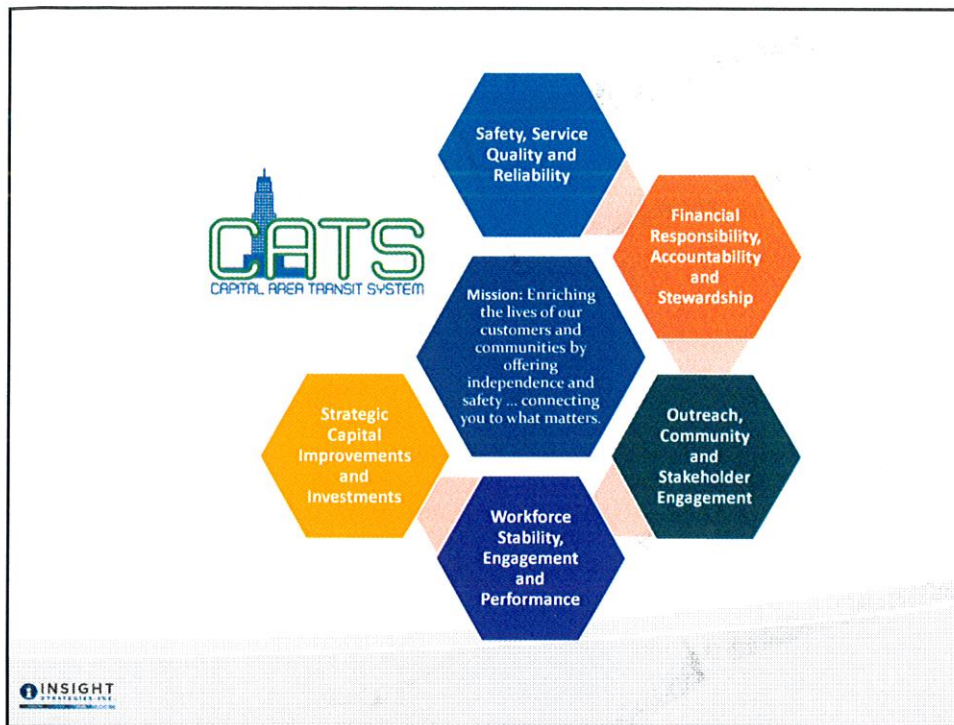 Safety, Service
Quality and
Reliability
Financial
Responsibility,
Accountability
and
Stewardship
CATS
CAPITAL AREA TRANSIT SYSTEM
Mission: Enriching
the lives of our
customers and
communities by
offering
independence and
safety ... connecting
you to what matters.
Strategic
Capital
Improvements
and
Investments
Outreach,
Community
and
Stakeholder
Engagement
Workforce
Stability,
Engagement
and
Performance
INSIGHT
STRATEGIES INC